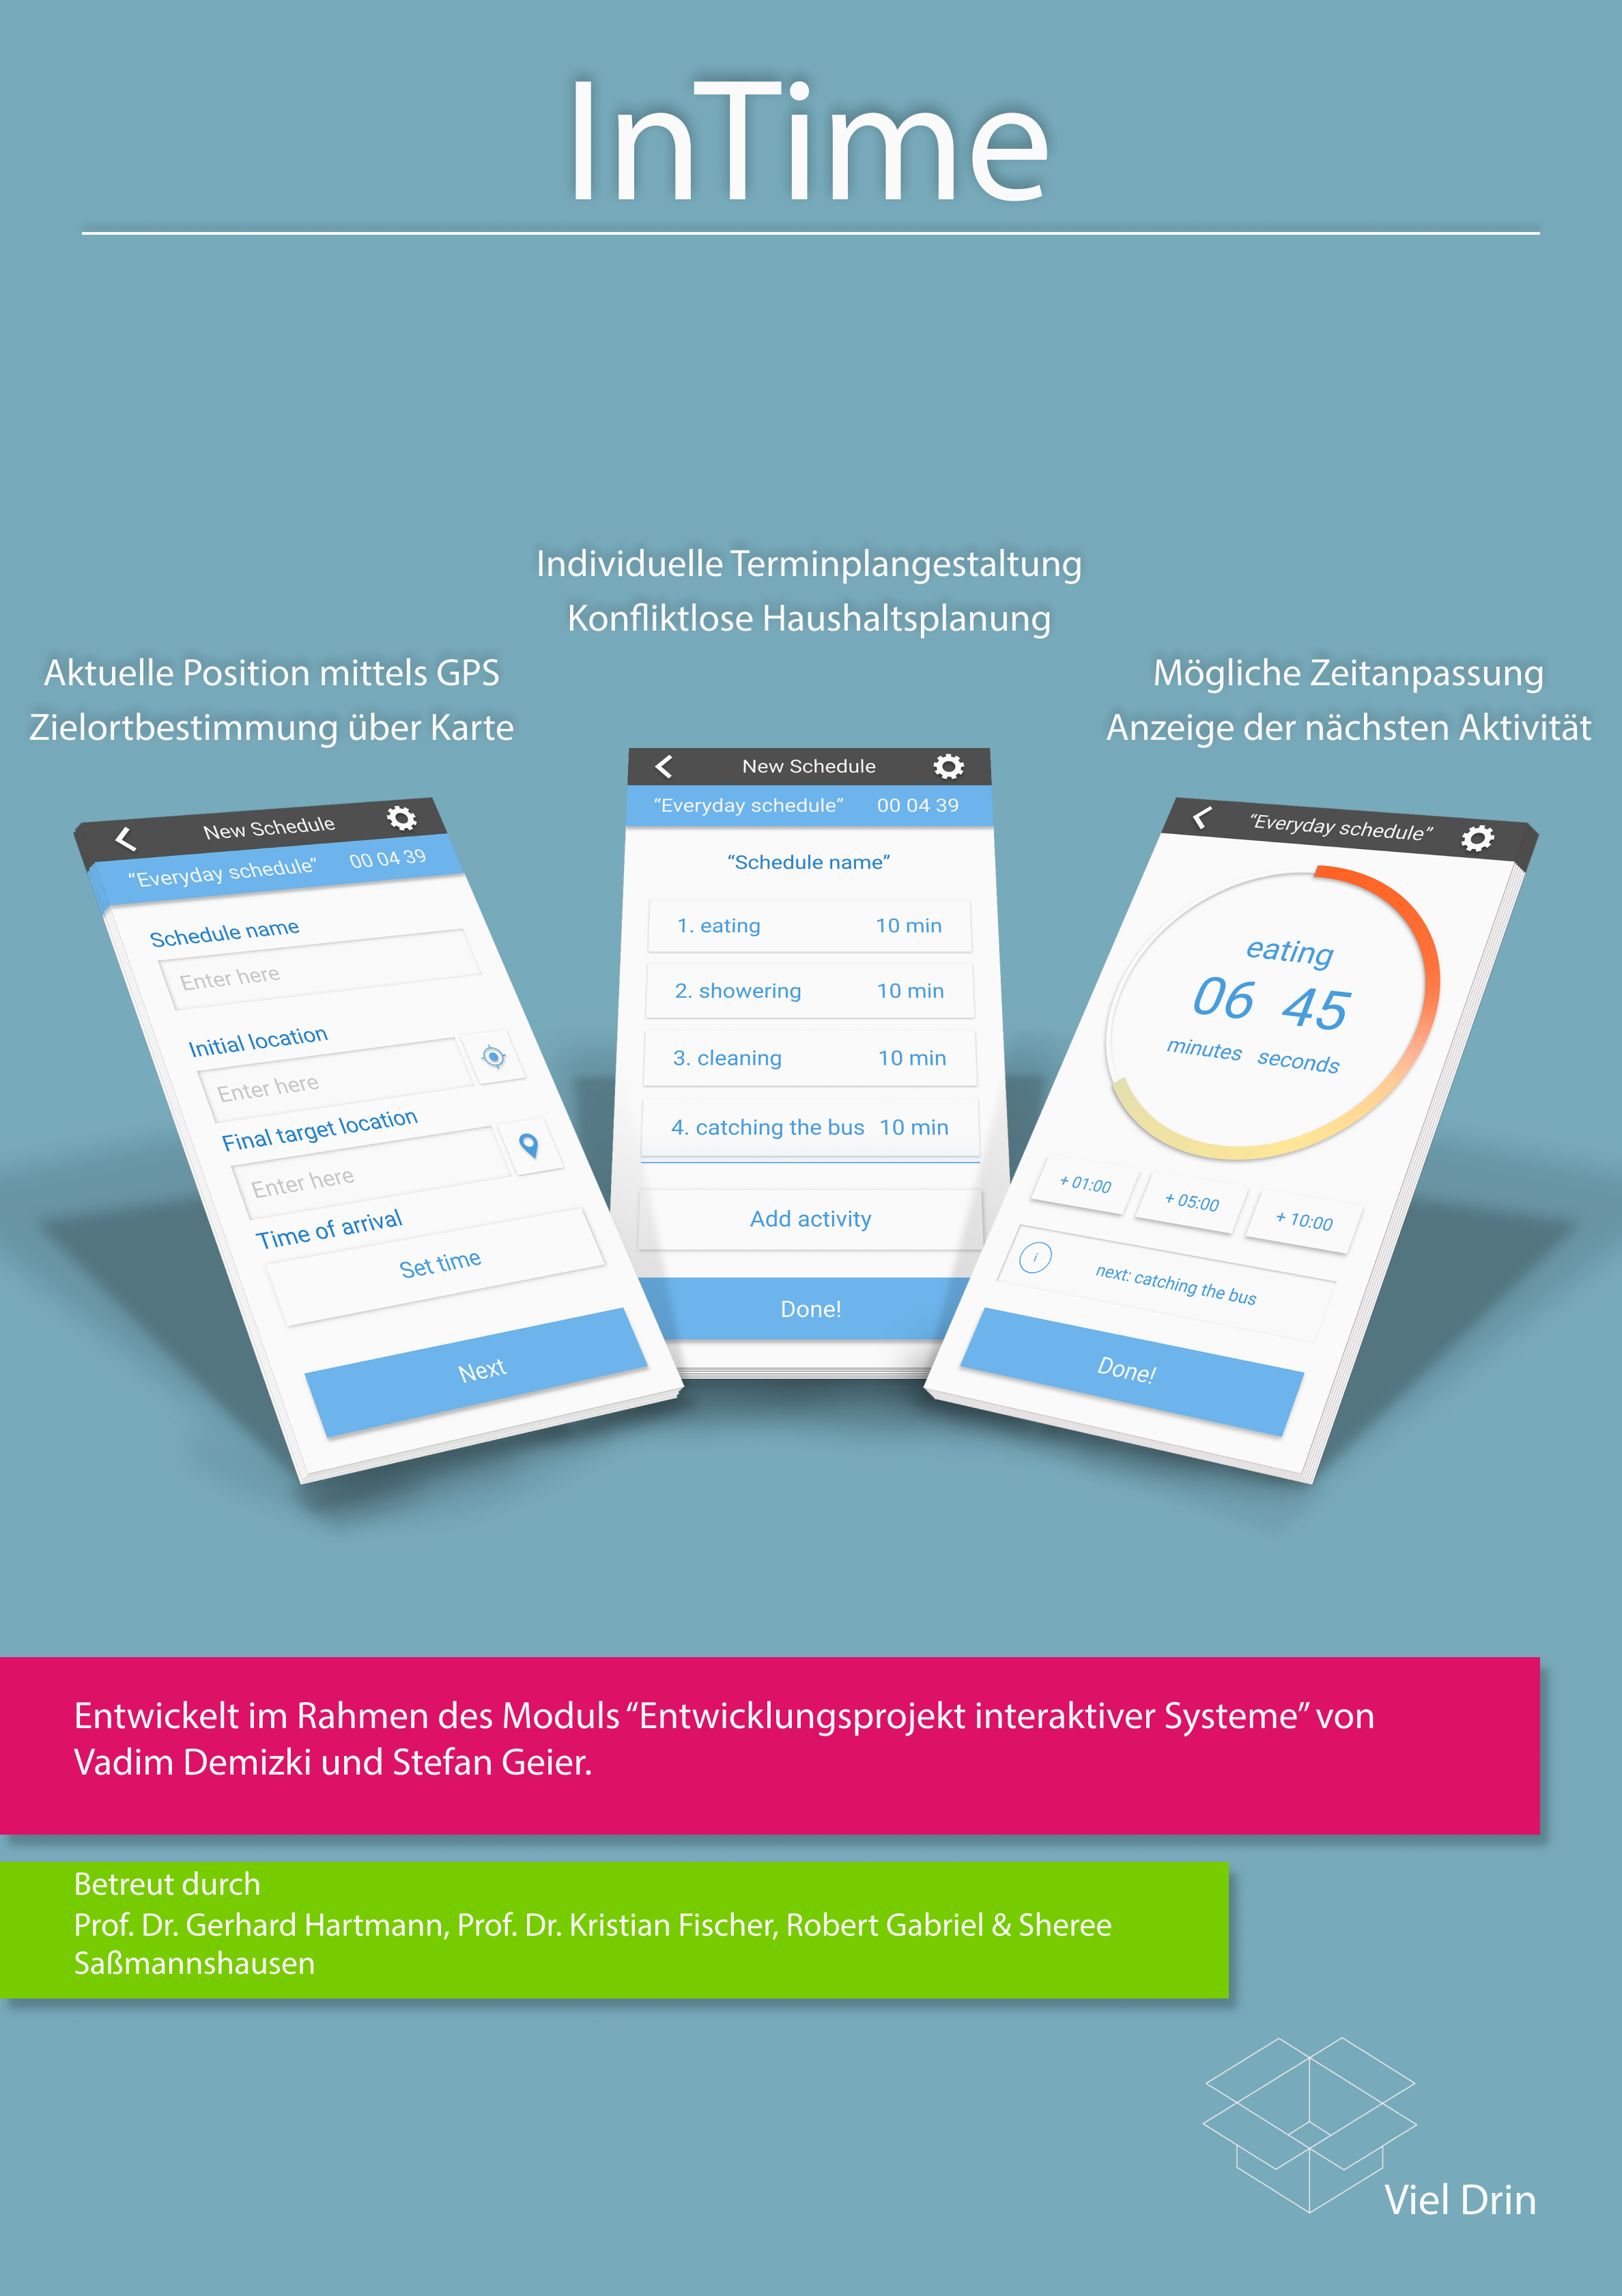 InTime
Individuelle Terminplangestaltung
Konfliktlose Haushaltsplanung
Aktuelle Position mittels GPS
Zielortbestimmung über Karte
Mögliche Zeitanpassung
Anzeige der nächsten Aktivität
New Schedule
“Everyday schedule” 00 04 39
Schedule name
Enter here
Initial location
Enter here
Final target location
Enter here
Time of arrival
Set time
Next
New Schedule
“Everyday schedule” 00 04 39
“Schedule name”
1. eating 10 min
2. showering 10 min
3. cleaning 10 min
4. catching the bus 10 min
Add activity
Done!
“Everyday schedule”
eating
06 45
minutes seconds
+ 01:00 + 05:00 + 10:00
i next: catching the bus
Done!
Entwickelt im Rahmen des Moduls “Entwicklungsprojekt interaktiver Systeme” von
Vadim Demizki und Stefan Geier.
Betreut durch
Prof. Dr. Gerhard Hartmann, Prof. Dr. Kristian Fischer, Robert Gabriel & Sheree
Saßmannshausen
Viel Drin